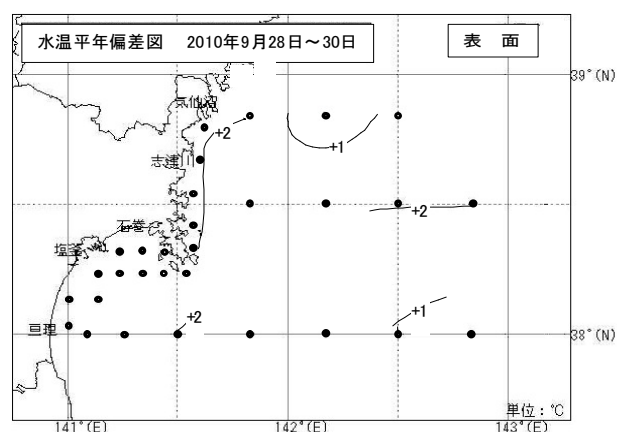 水温平年偏差図 2010年9月28日～30日
表 面
39°(N)
気仙沼
+2
+1
志津川
+2
石巻
塩釜
+2
+1
亘理
38°(N)
単位：℃
141°(E)
142°(E)
143°(E)